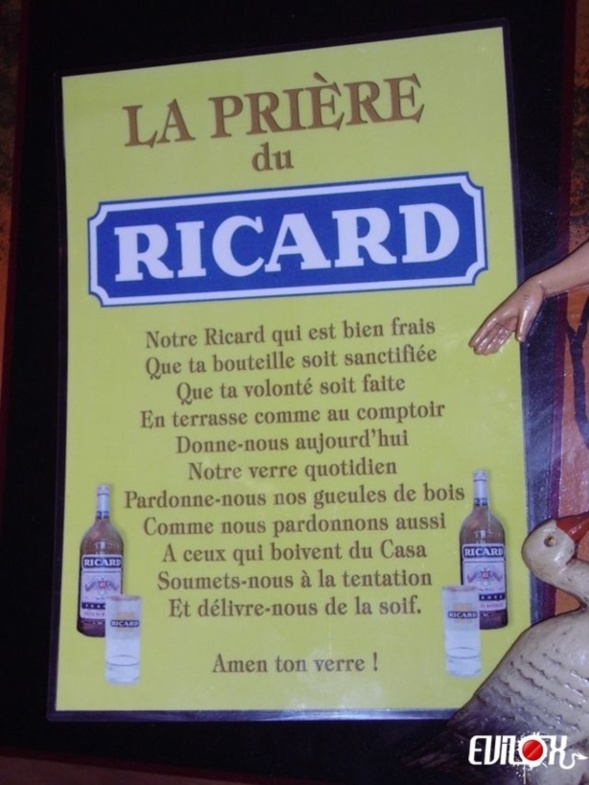 LA PRIÈRE
du
RICARD
Notre Ricard qui est bien frais
Que ta bouteille soit sanctifiée
Que ta volonté soit faite
En terrasse comme au comptoir
Donne-nous aujourd'hui
Notre verre quotidien
Pardonne-nous nos gueules de bois
Comme nous pardonnons aussi
A ceux qui boivent du Casa
Soumets-nous à la tentation
Et délivre-nous de la soif.
Amen ton verre !
RICARD
RICARD
RICARD
RICARD
EVILOX